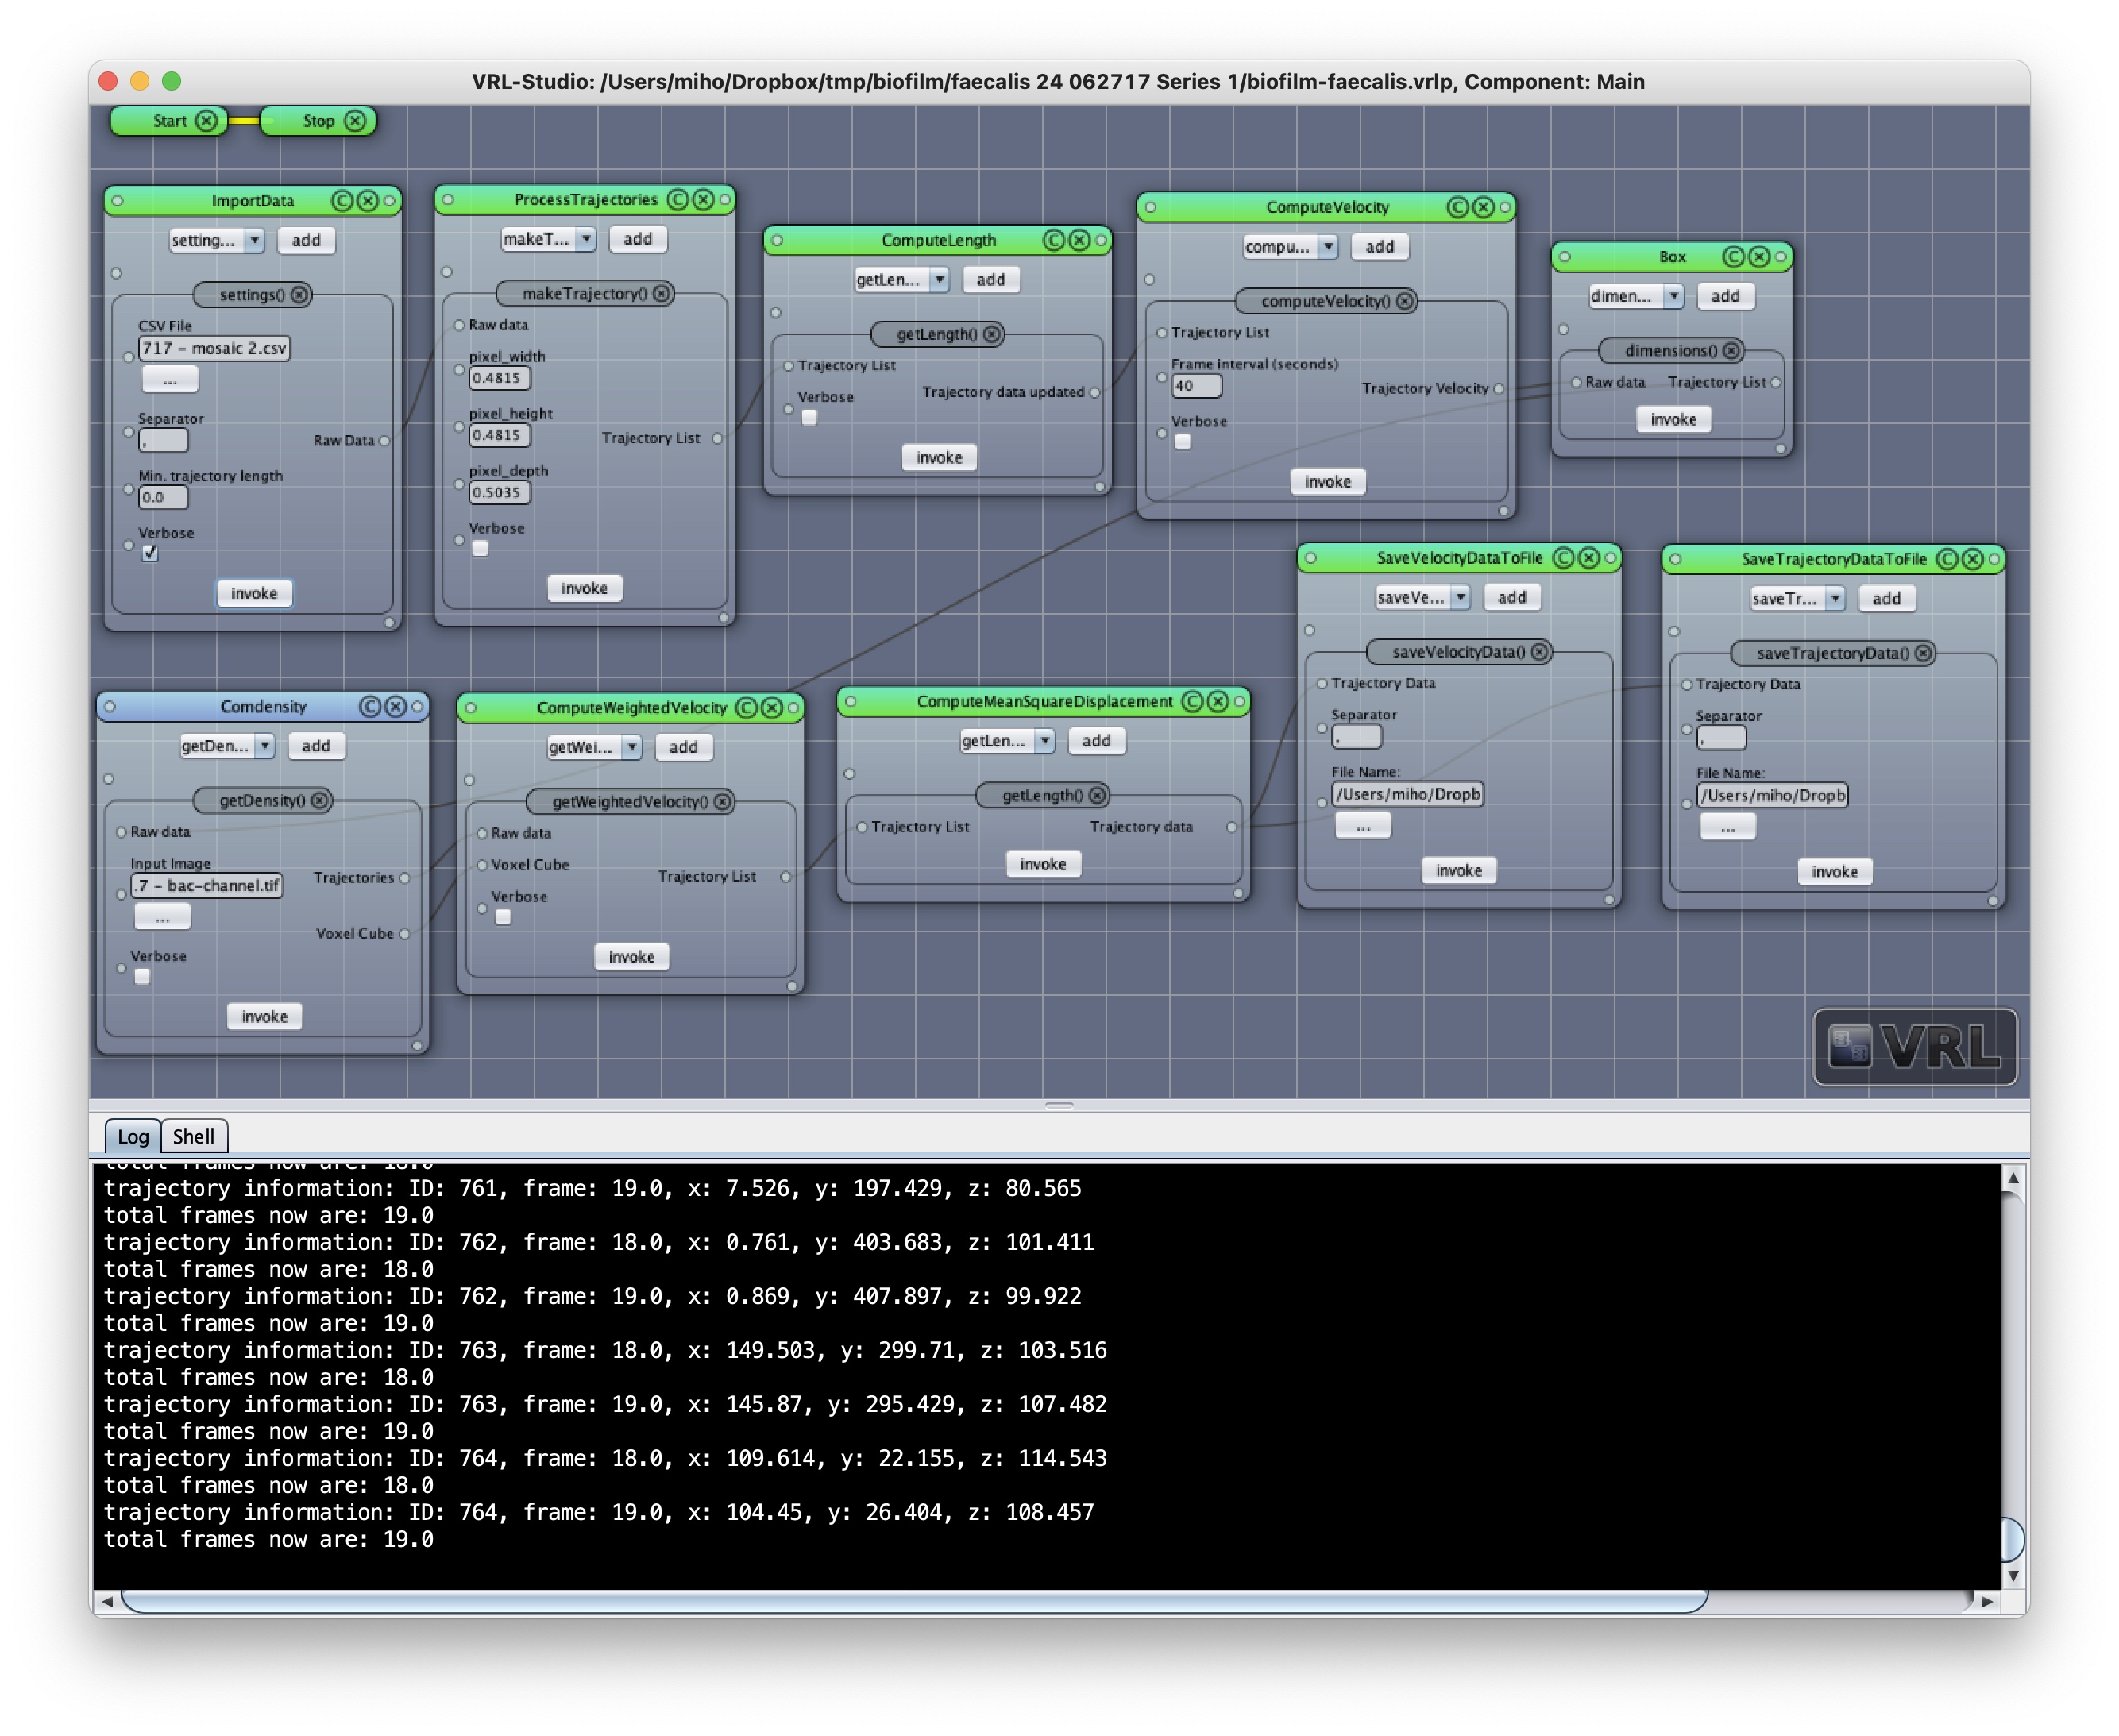 VRL-Studio: /Users/miho/Dropbox/tmp/biofilm/faecalis 24 062717 Series 1/biofilm-faecalis.vrlp, Component: Main
Start
Stop
ImportData
setting...
add
settings()
CSV File
717 - mosaic 2.csv
...
Separator
,
Raw Data
Min. trajectory length
0.0
Verbose
invoke
ProcessTrajectories
makeT...
add
makeTrajectory()
Raw data
pixel_width
0.4815
pixel_height
0.4815
Trajectory List
pixel_depth
0.5035
Verbose
invoke
ComputeLength
getLen...
add
getLength()
Trajectory List
Trajectory data updated
Verbose
invoke
ComputeVelocity
compu...
add
computeVelocity()
Trajectory List
Frame interval (seconds)
40
Trajectory Velocity
Verbose
invoke
Box
dimen...
add
dimensions()
Raw data
Trajectory List
invoke
Comdensity
getDen...
add
getDensity()
Raw data
Input Image
.7 - bac-channel.tif
Trajectories
...
Voxel Cube
Verbose
invoke
ComputeWeightedVelocity
getWei...
add
getWeightedVelocity()
Raw data
Voxel Cube
Trajectory List
Verbose
invoke
ComputeMeanSquareDisplacement
getLen...
add
getLength()
Trajectory List
Trajectory data
invoke
SaveVelocityDataToFile
saveVe...
add
saveVelocityData()
Trajectory Data
Separator
,
File Name:
/Users/miho/Dropb
...
invoke
SaveTrajectoryDataToFile
saveTr...
add
saveTrajectoryData()
Trajectory Data
Separator
,
File Name:
/Users/miho/Dropb
...
invoke
VRL
Log
Shell
total frames now are: 18.0
trajectory information: ID: 761, frame: 19.0, x: 7.526, y: 197.429, z: 80.565
total frames now are: 19.0
trajectory information: ID: 762, frame: 18.0, x: 0.761, y: 403.683, z: 101.411
total frames now are: 18.0
trajectory information: ID: 762, frame: 19.0, x: 0.869, y: 407.897, z: 99.922
total frames now are: 19.0
trajectory information: ID: 763, frame: 18.0, x: 149.503, y: 299.71, z: 103.516
total frames now are: 18.0
trajectory information: ID: 763, frame: 19.0, x: 145.87, y: 295.429, z: 107.482
total frames now are: 19.0
trajectory information: ID: 764, frame: 18.0, x: 109.614, y: 22.155, z: 114.543
total frames now are: 18.0
trajectory information: ID: 764, frame: 19.0, x: 104.45, y: 26.404, z: 108.457
total frames now are: 19.0